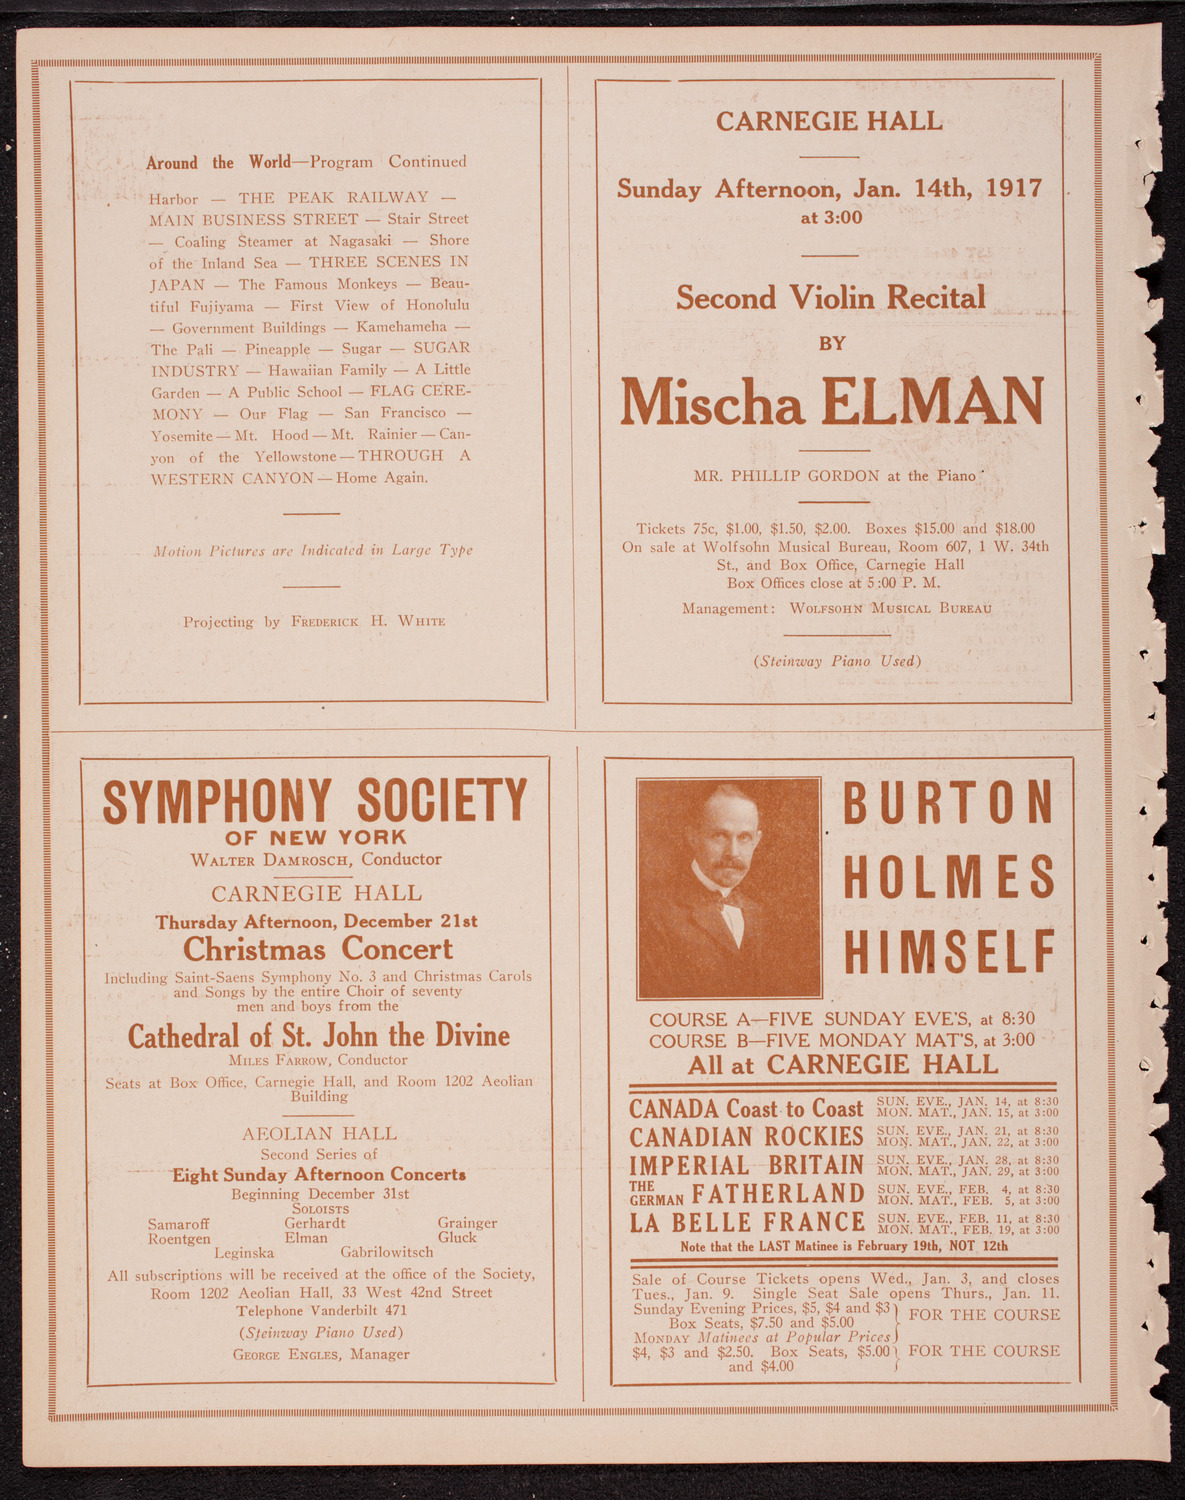 Around the World—Program Continued
Harbor — THE PEAK RAILWAY —
MAIN BUSINESS STREET — Stair Street
— Coaling Steamer at Nagasaki — Shore
of the Inland Sea — THREE SCENES IN
JAPAN — The Famous Monkeys — Beau-
tiful Fujiyama — First View of Honolulu
— Government Buildings — Kamehameha —
The Pali — Pineapple — Sugar — SUGAR
INDUSTRY — Hawaiian Family — A Little
Garden — A Public School — FLAG CERE-
MONY — Our Flag — San Francisco —
Yosemite — Mt. Hood — Mt. Rainier — Can-
yon of the Yellowstone — THROUGH A
WESTERN CANYON — Home Again.
Motion Pictures are Indicated in Large Type
Projecting by FREDERICK H. WHITE
CARNEGIE HALL
Sunday Afternoon, Jan. 14th, 1917
at 3:00
Second Violin Recital
BY
Mischa ELMAN
MR. PHILLIP GORDON at the Piano
Tickets 75c, $1.00, $1.50, $2.00. Boxes $15.00 and $18.00
On sale at Wolfsohn Musical Bureau, Room 607, 1 W. 34th
St., and Box Office, Carnegie Hall
Box Offices close at 5:00 P. M.
Management: WOLFSOHN MUSICAL BUREAU
(Steinway Piano Used)
SYMPHONY SOCIETY
OF NEW YORK
WALTER DAMROSCH, Conductor
CARNEGIE HALL
Thursday Afternoon, December 21st
Christmas Concert
Including Saint-Saens Symphony No. 3 and Christmas Carols
and Songs by the entire Choir of seventy
men and boys from the
Cathedral of St. John the Divine
MILES FARROW, Conductor
Seats at Box Office, Carnegie Hall, and Room 1202 Aeolian
Building
AEOLIAN HALL
Second Series of
Eight Sunday Afternoon Concerts
Beginning December 31st
SOLOISTS
Samaroff Gerhardt Grainger
Roentgen Elman Gluck
Leginska Gabrilowitsch
All subscriptions will be received at the office of the Society,
Room 1202 Aeolian Hall, 33 West 42nd Street
Telephone Vanderbilt 471
(Steinway Piano Used)
GEORGE ENGLES, Manager
BURTON
HOLMES
HIMSELF
COURSE A—FIVE SUNDAY EVE'S, at 8:30
COURSE B—FIVE MONDAY MAT'S, at 3:00
All at CARNEGIE HALL
CANADA Coast to Coast SUN. EVE., JAN. 14, at 8:30
MON. MAT., JAN. 15, at 3:00
CANADIAN ROCKIES SUN. EVE., JAN. 21, at 8:30
MON. MAT., JAN. 22, at 3:00
IMPERIAL BRITAIN SUN. EVE., JAN. 28, at 8:30
MON. MAT., JAN. 29, at 3:00
THE GERMAN FATHERLAND SUN. EVE., FEB. 4, at 8:30
MON. MAT., FEB. 5, at 3:00
LA BELLE FRANCE SUN. EVE., FEB. 11, at 8:30
MON. MAT., FEB. 19, at 3:00
Note that the LAST Matinee is February 19th, NOT 12th
Sale of Course Tickets opens Wed., Jan. 3, and closes
Tues., Jan. 9. Single Seat Sale opens Thurs., Jan. 11.
Sunday Evening Prices, $5, $4 and $3 } FOR THE COURSE
Box Seats, $7.50 and $5.00
MONDAY Matinees at Popular Prices
$4, $3 and $2.50. Box Seats, $5.00 } FOR THE COURSE
and $4.00